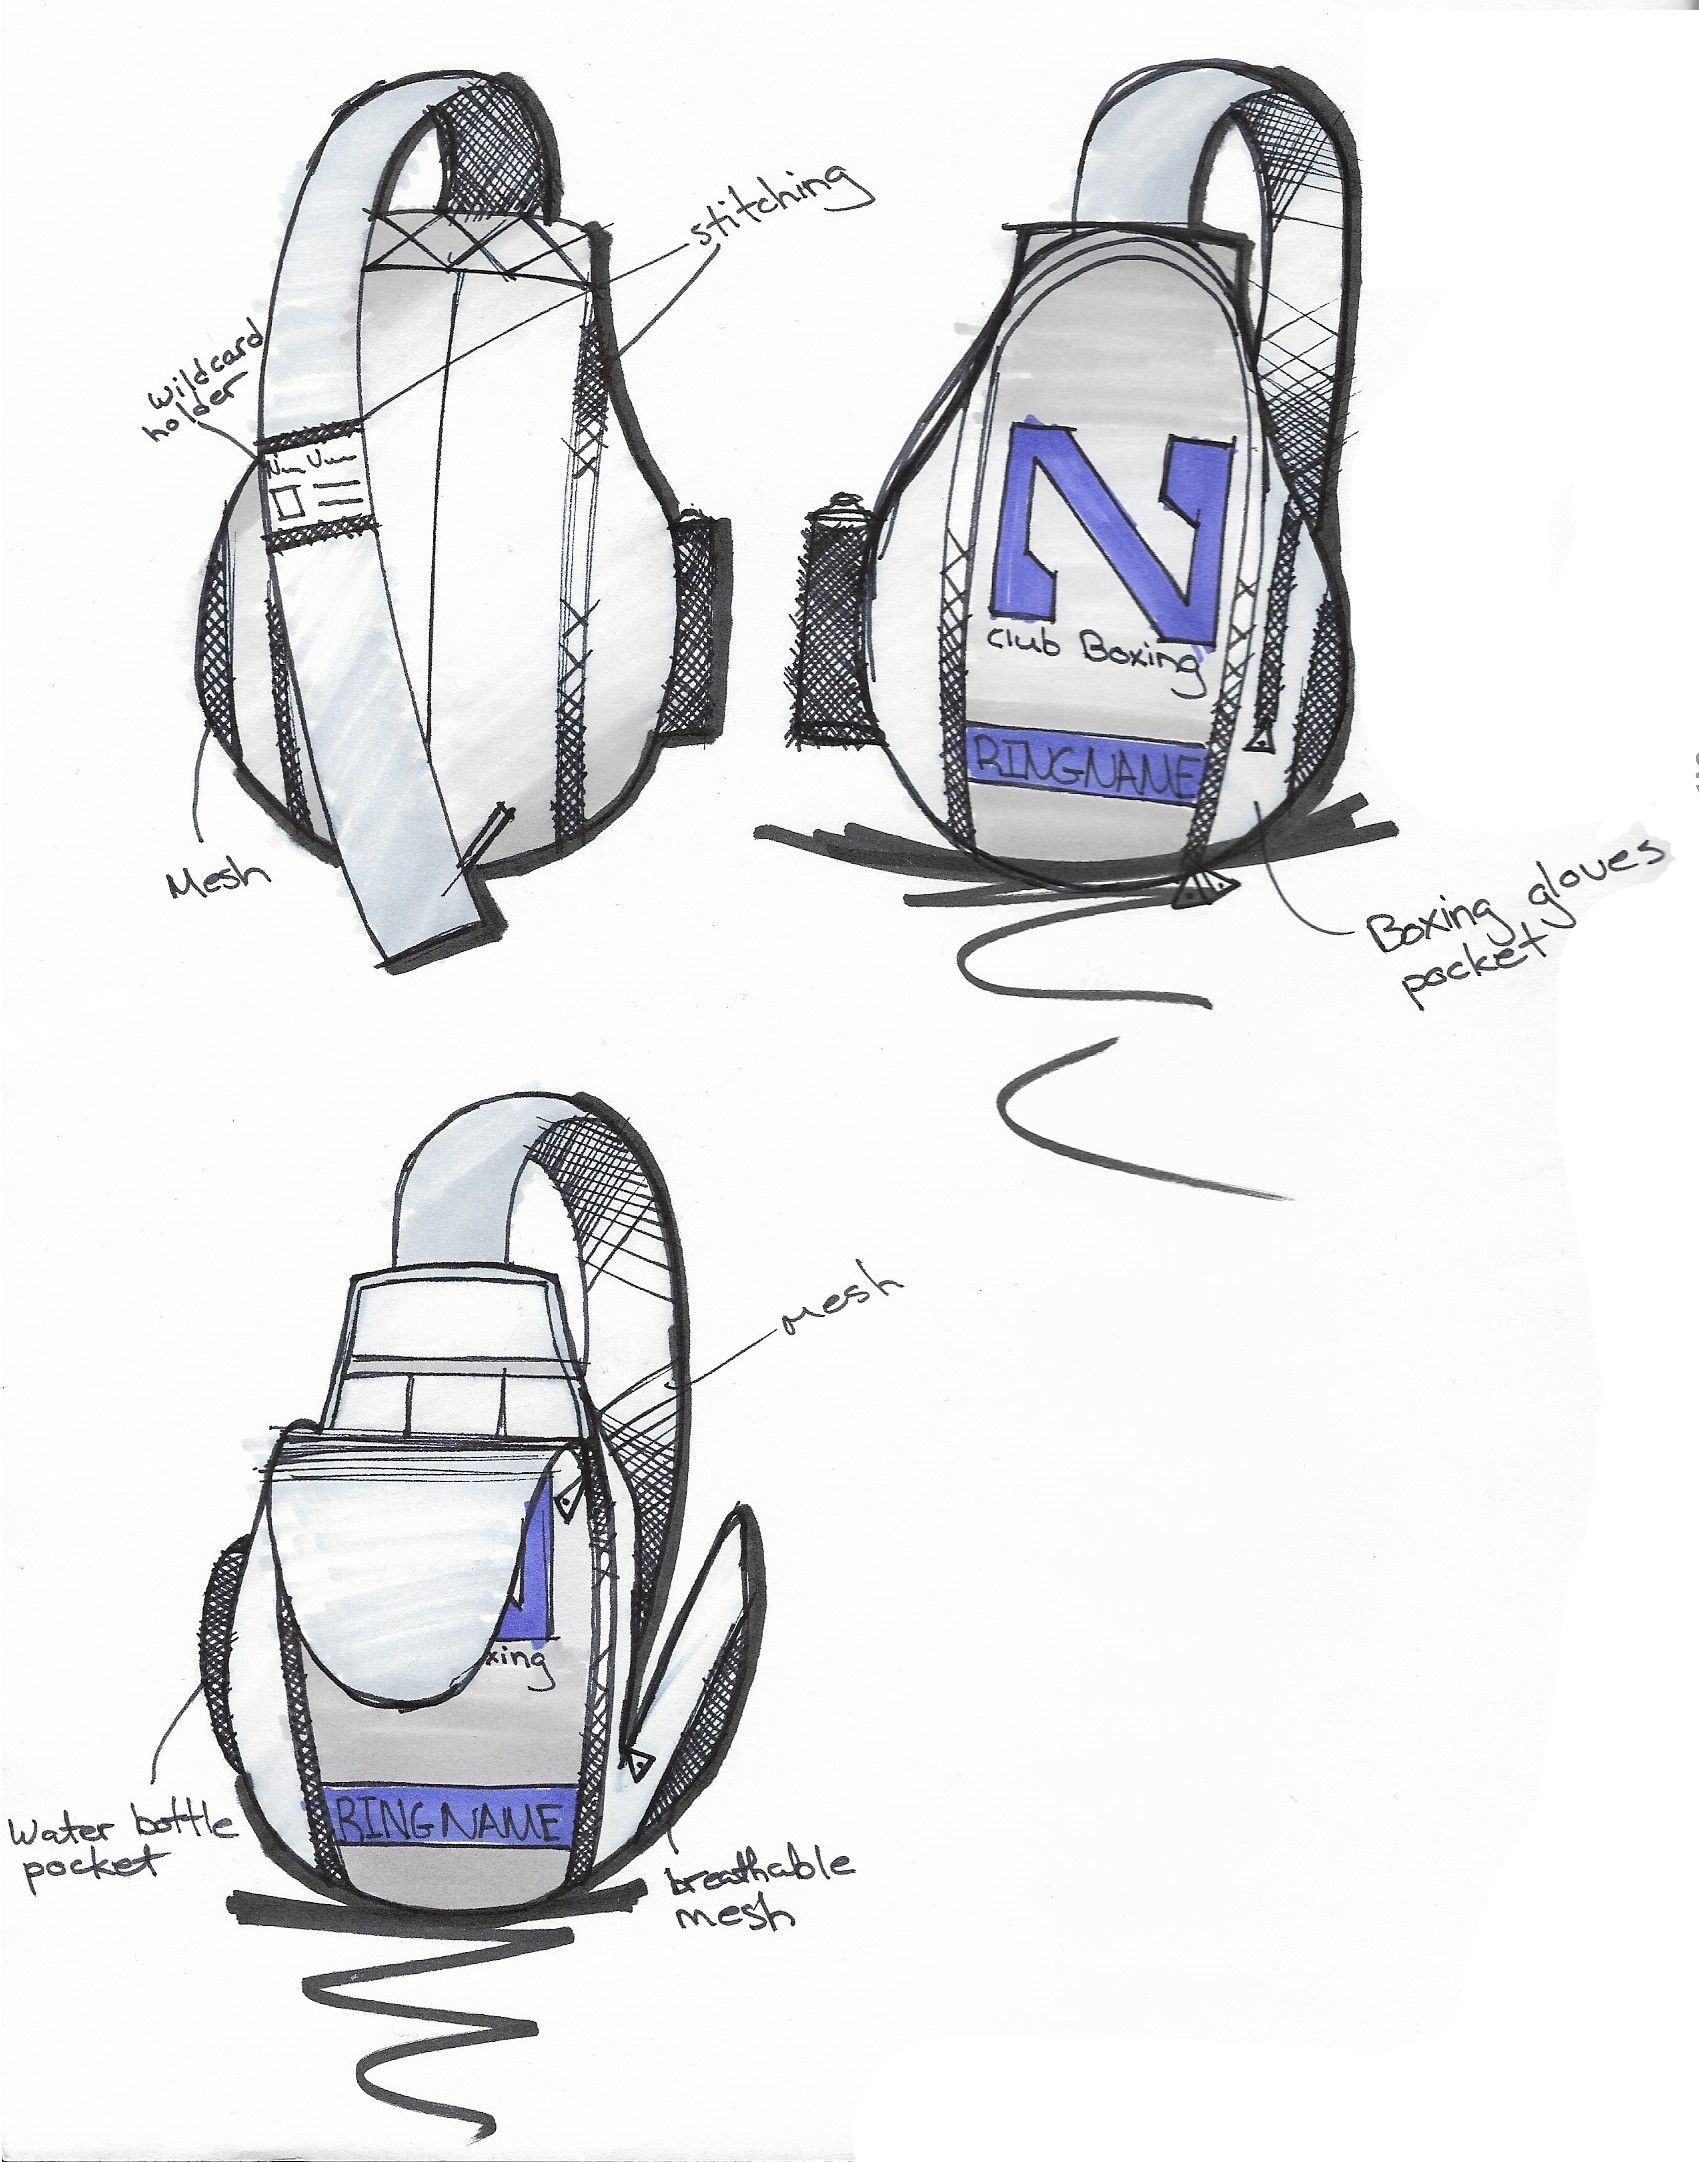 stitching
Wildcard
holder
Mesh
N
club Boxing
RINGNAME
Boxing gloves
pocket
mesh
xing
RINGNAME
Water bottle
pocket
breathable
mesh